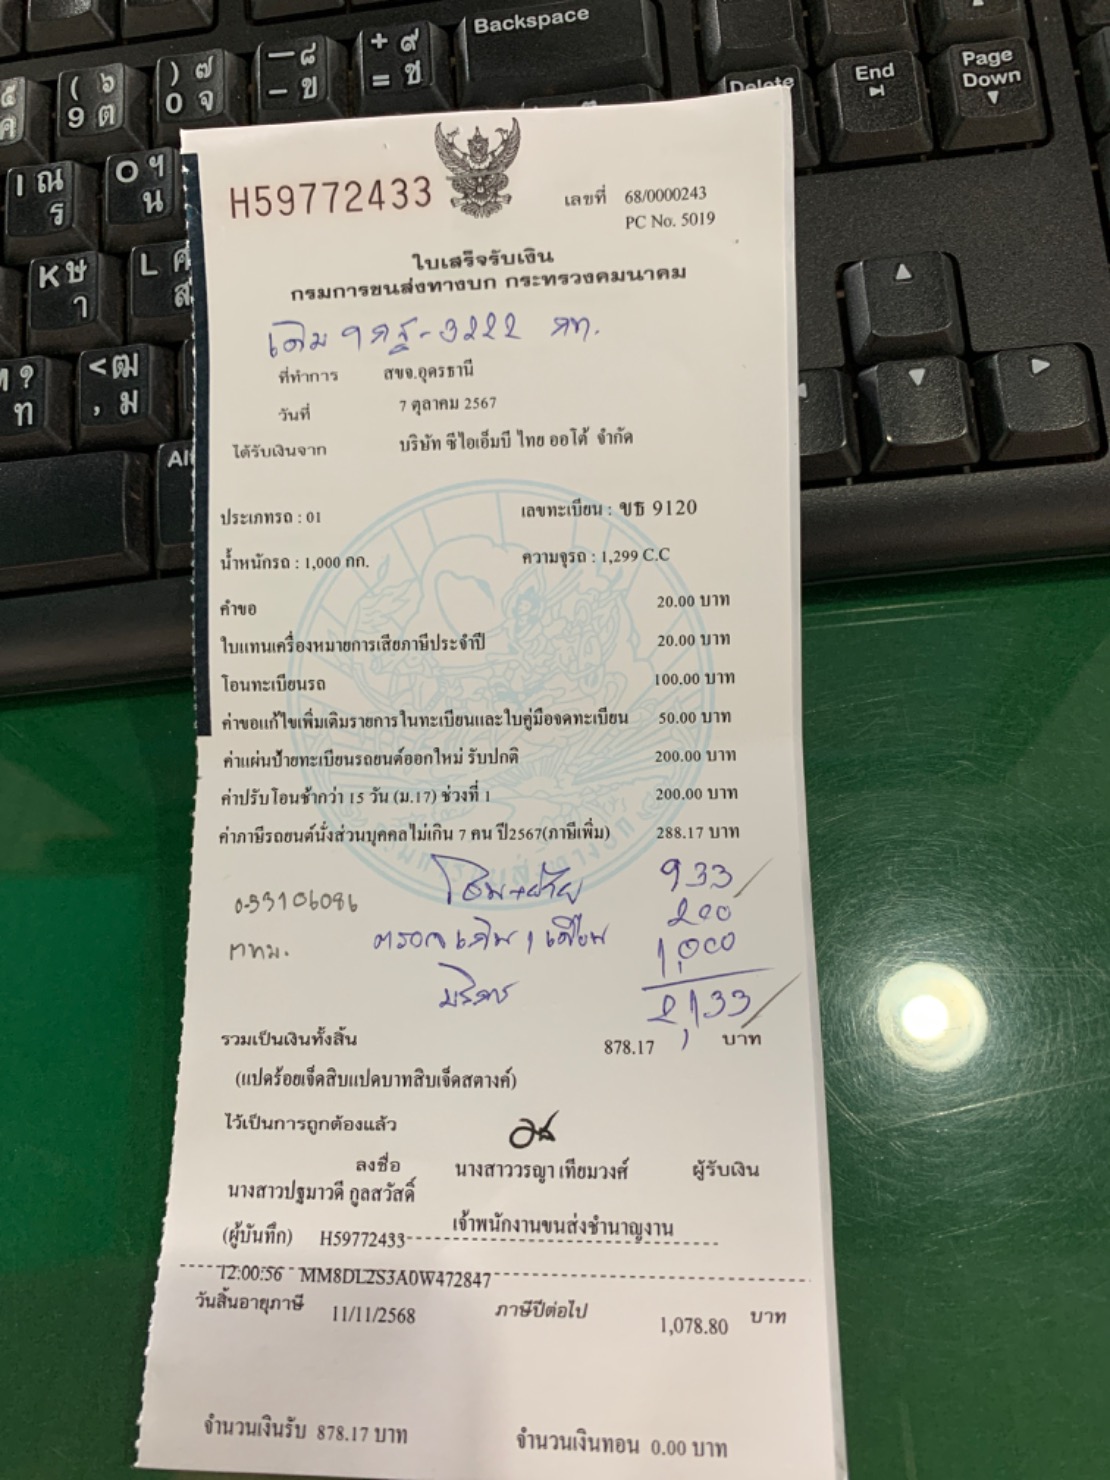 Backspace
Delete
End
Page Down
H59772433
เลขที่ 68/0000243
PC No. 5019
ใบเสร็จรับเงิน
กรมการขนส่งทางบก กระทรวงคมนาคม
เดิม 9กฐ-3222 กท.
ที่ทำการ สขจ.อุดรธานี
วันที่ 7 ตุลาคม 2567
ได้รับเงินจาก บริษัท ซีไอเอ็มบี ไทย ออโต้ จำกัด
ประเภทรถ : 01 เลขทะเบียน : ขธ 9120
น้ำหนักรถ : 1,000 กก. ความจุรถ : 1,299 C.C
คำขอ 20.00 บาท
ใบแทนเครื่องหมายการเสียภาษีประจำปี 20.00 บาท
โอนทะเบียนรถ 100.00 บาท
ค่าขอแก้ไขเพิ่มเติมรายการในทะเบียนและใบคู่มือจดทะเบียน 50.00 บาท
ค่าแผ่นป้ายทะเบียนรถยนต์ออกใหม่ รับปกติ 200.00 บาท
ค่าปรับโอนช้ากว่า 15 วัน (ม.17) ช่วงที่ 1 200.00 บาท
ค่าภาษีรถยนต์นั่งส่วนบุคคลไม่เกิน 7 คน ปี2567(ภาษีเพิ่ม) 288.17 บาท
933
200
กทม. 1,000
บริการ 2,133
รวมเป็นเงินทั้งสิ้น 878.17 บาท
(แปดร้อยเจ็ดสิบแปดบาทสิบเจ็ดสตางค์)
ไว้เป็นการถูกต้องแล้ว
ลงชื่อ นางสาววรญา เทียมวงศ์ ผู้รับเงิน
นางสาวปฐมาวดี กูลสวัสดิ์
เจ้าพนักงานขนส่งชำนาญงาน
(ผู้บันทึก) H59772433
12:00:56 MM8DL2S3A0W472847
วันสิ้นอายุภาษี 11/11/2568 ภาษีปีต่อไป 1,078.80 บาท
จำนวนเงินรับ 878.17 บาท จำนวนเงินทอน 0.00 บาท